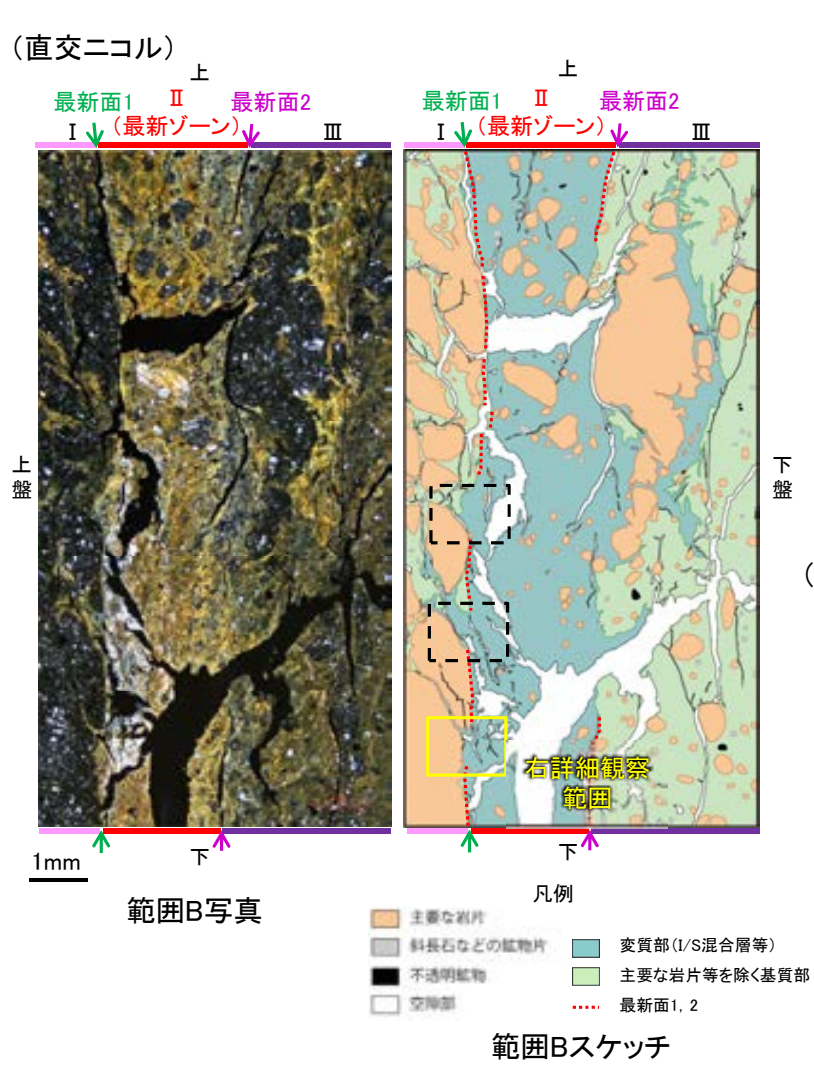 (直交ニコル)
上
最新面1 Ⅱ 最新面2
Ⅰ (最新ゾーン) Ⅲ
上
最新面1 Ⅱ 最新面2
Ⅰ (最新ゾーン) Ⅲ
上盤
下盤
(
右詳細観察
範囲
下
下
1mm
範囲B写真
凡例
主要な岩片
斜長石などの鉱物片
不透明鉱物
空隙部
変質部(I/S混合層等)
主要な岩片等を除く基質部
最新面1, 2
範囲Bスケッチ